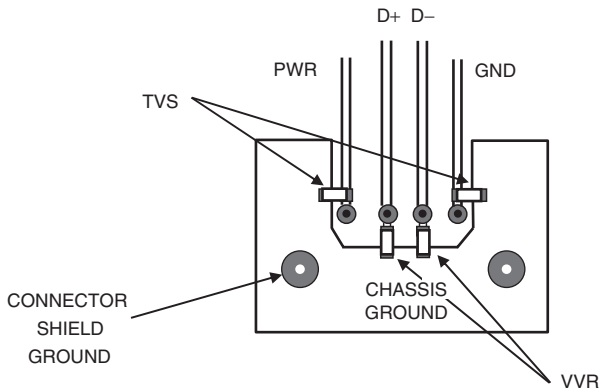 D+ D−
PWR
GND
TVS
CHASSIS
GROUND
CONNECTOR
SHIELD
GROUND
VVR